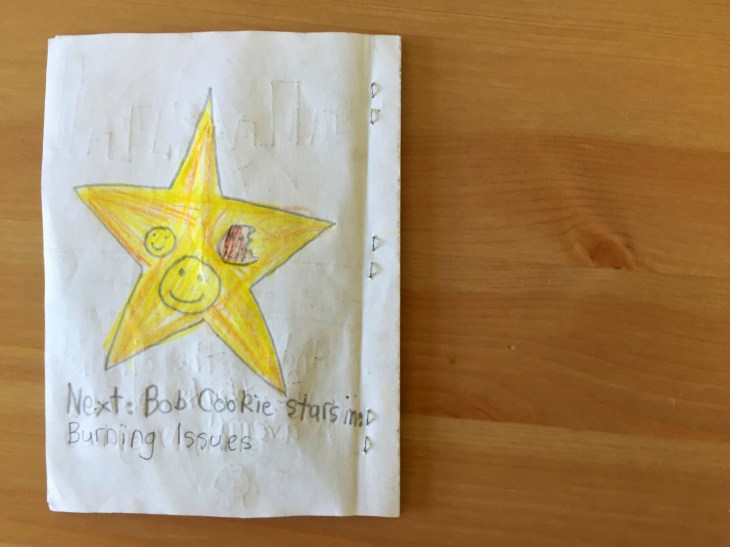 Next: Bob Cookie stars in:
Burning Issues